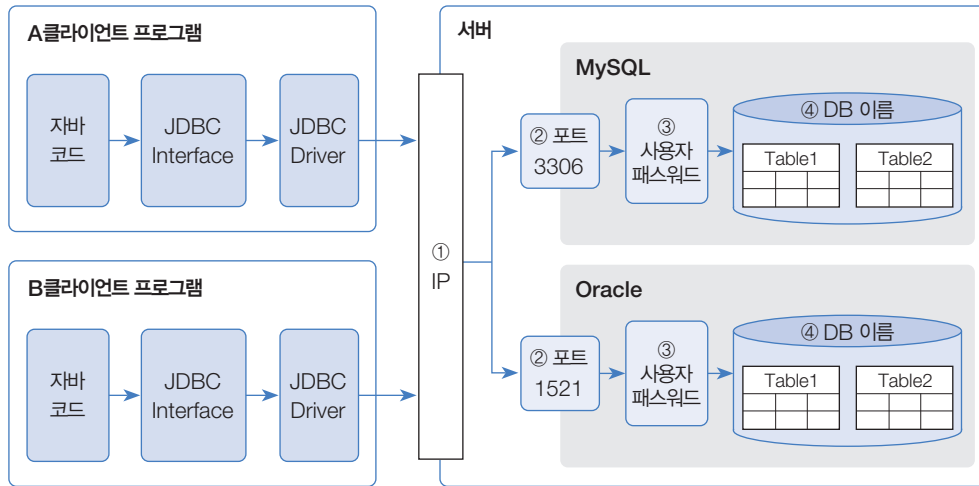 A클라이언트 프로그램
자바
코드
JDBC
Interface
JDBC
Driver
B클라이언트 프로그램
자바
코드
JDBC
Interface
JDBC
Driver
①
IP
서버
MySQL
② 포트
3306
③
사용자
패스워드
④ DB 이름
Table1
Table2
Oracle
② 포트
1521
③
사용자
패스워드
④ DB 이름
Table1
Table2